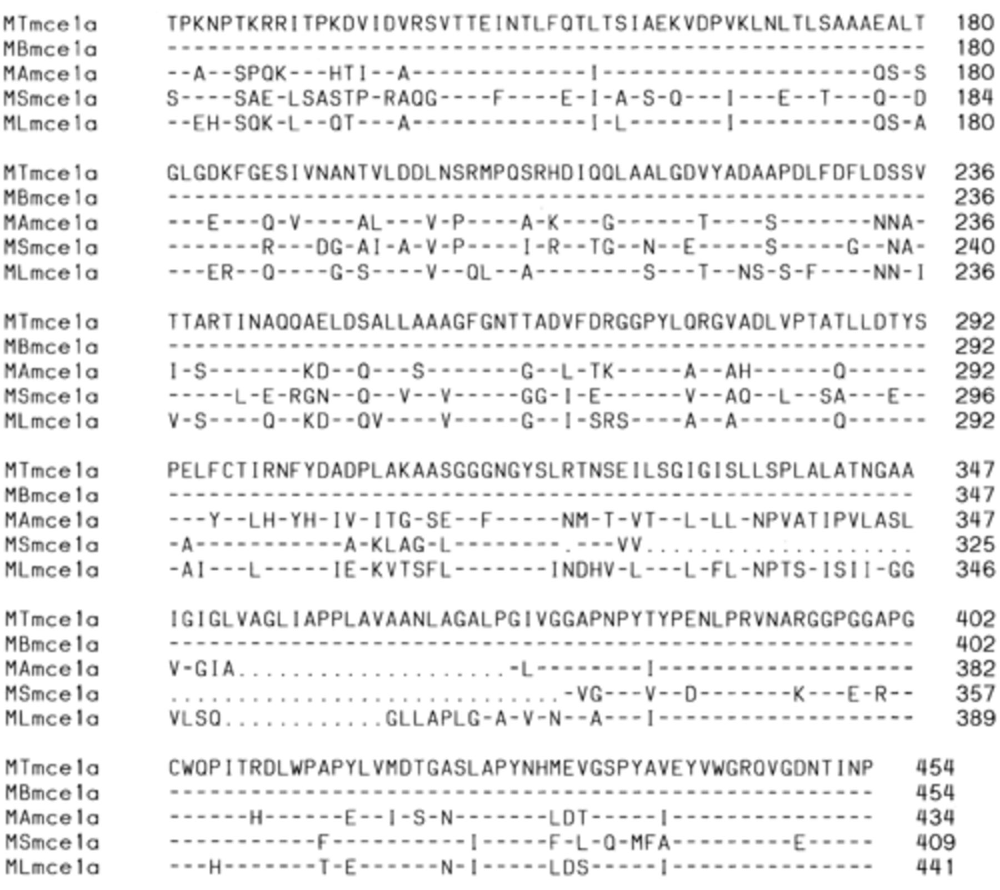 MTmce1a TPKNPTKRRITPKDVIDVRSVTTEINTLFQTLTSIAEKVDPVKLNLTLSAAAEALT 180
MBmce1a -------------------------------------------------------- 180
MAmce1a --A--SPQK---HTI--A-------------I--------------------QS-S 180
MSmce1a S----SAE-LSASTP-RAQG----F----E-I-A-S-Q---I---E--T---Q--D 184
MLmce1a --EH-SQK-L--QT---A-------------I-L-------I----------QS-A 180
MTmce1a GLGDKFGESIVNANTVLDDLNSRMPQSRHDIQQLAALGDVYADAAPDLFDFLDSSV 236
MBmce1a -------------------------------------------------------- 236
MAmce1a ---E---Q-V----AL---V-P----A-K---G------T----S-------NNA- 236
MSmce1a -------R---DG-AI-A-V-P----I-R--TG--N--E-----S-----G--NA- 240
MLmce1a ---ER--Q----G-S----V--QL--A--------S---T--NS-S-F----NN-I 236
MTmce1a TTARTINAQQAELDSALLAAAGFGNTTADVFDRGGPYLQRGVADLVPTATLLDTYS 292
MBmce1a -------------------------------------------------------- 292
MAmce1a I-S-------KD--Q---S-------G--L-TK-----A--AH------Q------ 292
MSmce1a -----L-E-RGN--Q--V--V-----GG-I-E------V--AQ--L--SA---E-- 296
MLmce1a V-S----Q--KD--QV----V-----G--I-SRS----A--A-------Q------ 292
MTmce1a PELFCTIRNFYDADPLAKAASGGGNGYSLRTNSEILSGIGISLLSPLALATNGAA 347
MBmce1a ------------------------------------------------------- 347
MAmce1a ---Y--LH-YH-IV-ITG-SE--F-----NM-T-VT--L-LL-NPVATIPVLASL 347
MSmce1a -A-----------A-KLAG-L--------.---VV.................... 325
MLmce1a -AI---L-----IE-KVTSFL-------INDHV-L---L-FL-NPTS-ISII-GG 346
MTmce1a IGIGLVAGLIAPPLAVAANLAGALPGIVGGAPNPYTYPENLPRVNARGGPGGAPG 402
MBmce1a ------------------------------------------------------- 402
MAmce1a V-GIA....................-L--------I------------------- 382
MSmce1a .............................-VG---V--D-------K---E-R-- 357
MLmce1a VLSQ............GLLAPLG-A-V-N--A---I------------------- 389
MTmce1a CWQPITRDLWPAPYLVMDTGASLAPYNHMEVGSPYAVEYVWGRQVGDNTINP 454
MBmce1a ---------------------------------------------------- 454
MAmce1a ------H------E--I-S-N-------LDT-----I--------------- 434
MSmce1a -----------F----------I-----F-L-Q-MFA---------E----- 409
MLmce1a ---H-------T-E------N-I-----LDS-----I--------------- 441